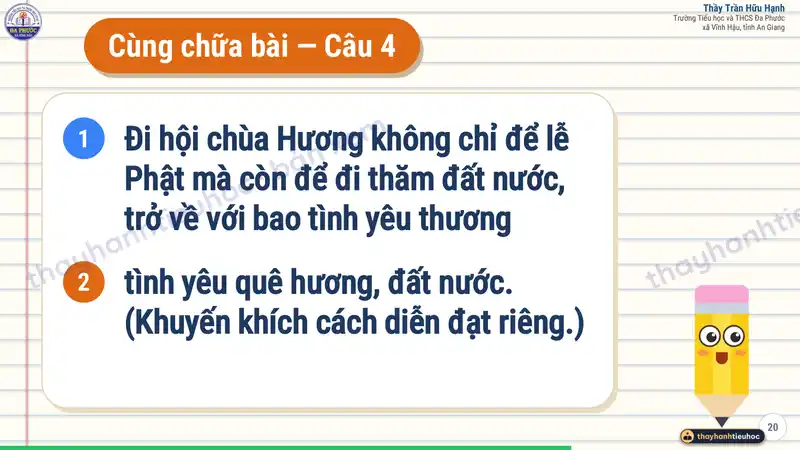 Thầy Trần Hữu Hạnh
Trường Tiểu học và THCS Đa Phước
xã Vĩnh Hậu, tỉnh An Giang
ĐA PHƯỚC
Cùng chữa bài – Câu 4
1 Đi hội chùa Hương không chỉ để lễ
Phật mà còn để đi thăm đất nước,
trở về với bao tình yêu thương
2 tình yêu quê hương, đất nước.
(Khuyến khích cách diễn đạt riêng.)
thayhanhtieuhoc
20